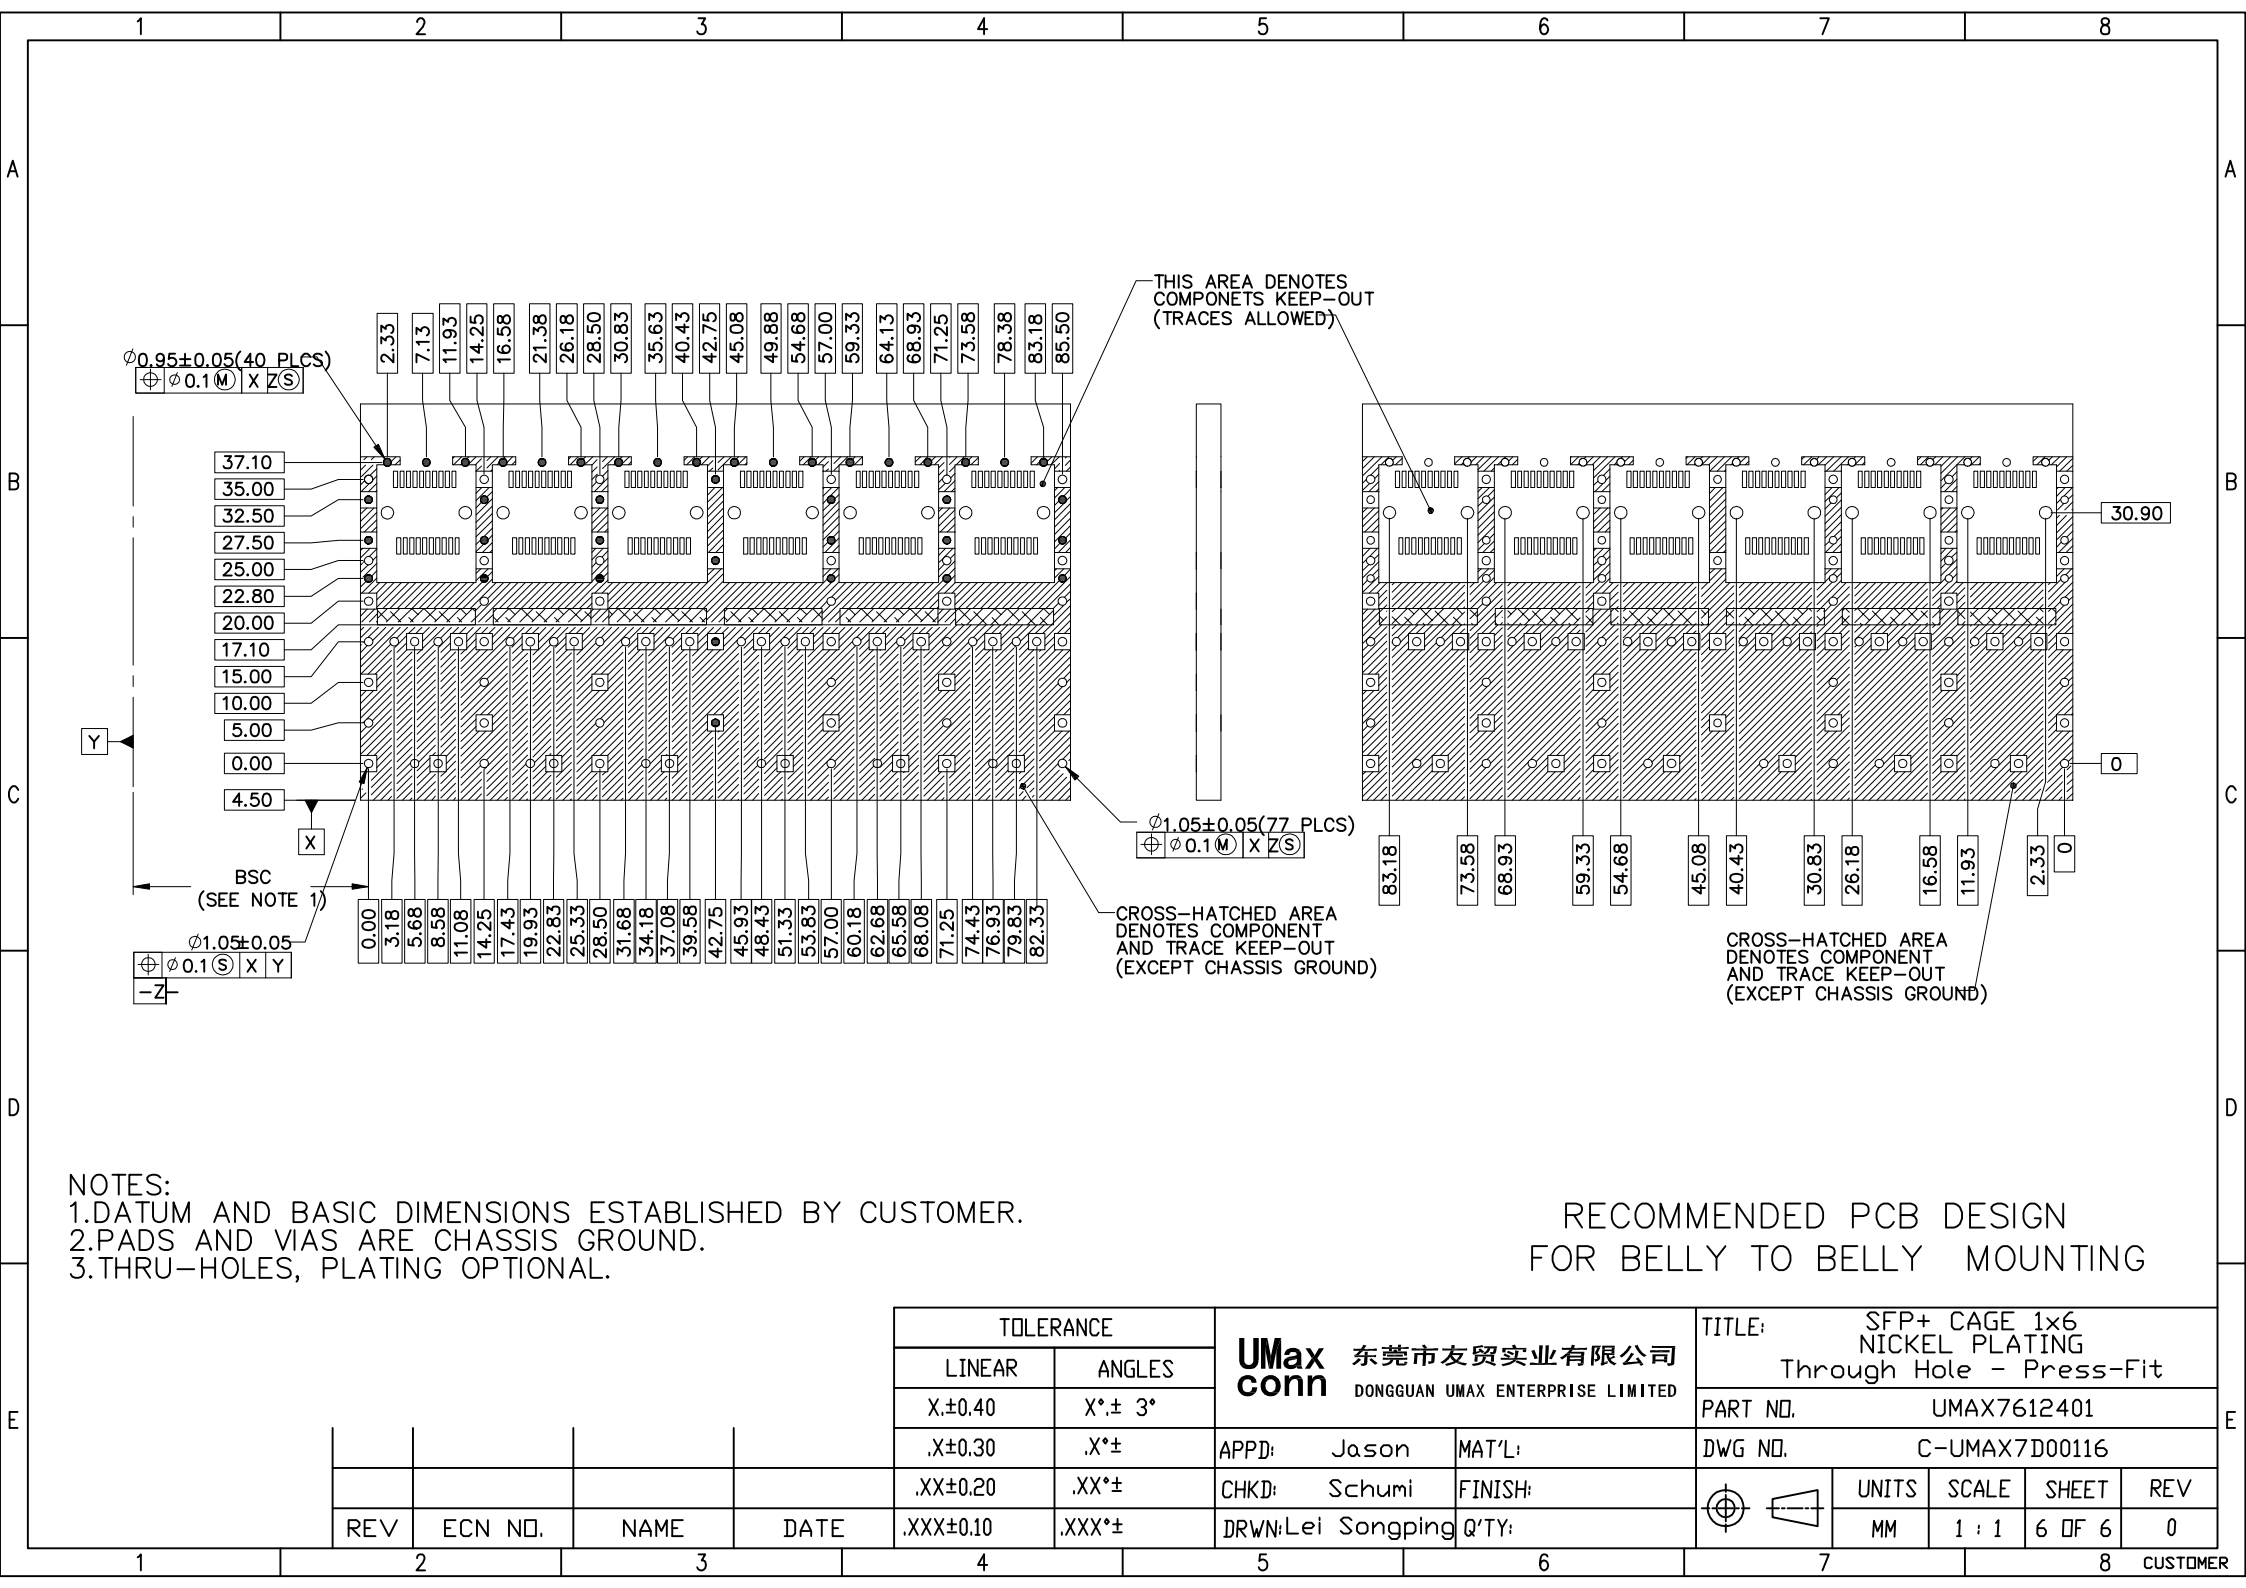 1 2 3 4 5 6 7 8
A A
B B
C C
D D
E E
THIS AREA DENOTES
COMPONETS KEEP-OUT
(TRACES ALLOWED)
2.33 7.13 11.93 14.25 16.58 21.38 26.18 28.50 30.83 35.63 40.43 42.75 45.08 49.88 54.68 57.00 59.33 64.13 68.93 71.25 73.58 78.38 83.18 85.50
⌀0.95±0.05(40 PLCS)
⌖ ⌀0.1Ⓜ X ZⓈ
37.10
35.00
32.50
27.50
25.00
22.80
20.00
17.10
15.00
10.00
5.00
0.00
4.50
Y
X
BSC
(SEE NOTE 1)
⌀1.05±0.05
⌖ ⌀0.1Ⓢ X Y
-Z-
0.00 3.18 5.68 8.58 11.08 14.25 17.43 19.93 22.83 25.33 28.50 31.68 34.18 37.08 39.58 42.75 45.93 48.43 51.33 53.83 57.00 60.18 62.68 65.58 68.08 71.25 74.43 76.93 79.83 82.33
⌀1.05±0.05(77 PLCS)
⌖ ⌀0.1Ⓜ X ZⓈ
CROSS-HATCHED AREA
DENOTES COMPONENT
AND TRACE KEEP-OUT
(EXCEPT CHASSIS GROUND)
30.90
0
83.18 73.58 68.93 59.33 54.68 45.08 40.43 30.83 26.18 16.58 11.93 2.33 0
CROSS-HATCHED AREA
DENOTES COMPONENT
AND TRACE KEEP-OUT
(EXCEPT CHASSIS GROUND)
NOTES:
1.DATUM AND BASIC DIMENSIONS ESTABLISHED BY CUSTOMER.
2.PADS AND VIAS ARE CHASSIS GROUND.
3.THRU-HOLES, PLATING OPTIONAL.
RECOMMENDED PCB DESIGN
FOR BELLY TO BELLY MOUNTING
TOLERANCE
LINEAR ANGLES
X.±0.40 X°.± 3°
.X±0.30 .X°±
.XX±0.20 .XX°±
.XXX±0.10 .XXX°±
REV ECN NO. NAME DATE
UMax
conn
东莞市友贸实业有限公司
DONGGUAN UMAX ENTERPRISE LIMITED
APPD: Jason MAT'L:
CHKD: Schumi FINISH:
DRWN: Lei Songping Q'TY:
TITLE: SFP+ CAGE 1x6
NICKEL PLATING
Through Hole - Press-Fit
PART NO. UMAX7612401
DWG NO. C-UMAX7D00116
UNITS SCALE SHEET REV
MM 1 : 1 6 OF 6 0
1 2 3 4 5 6 7 8 CUSTOMER